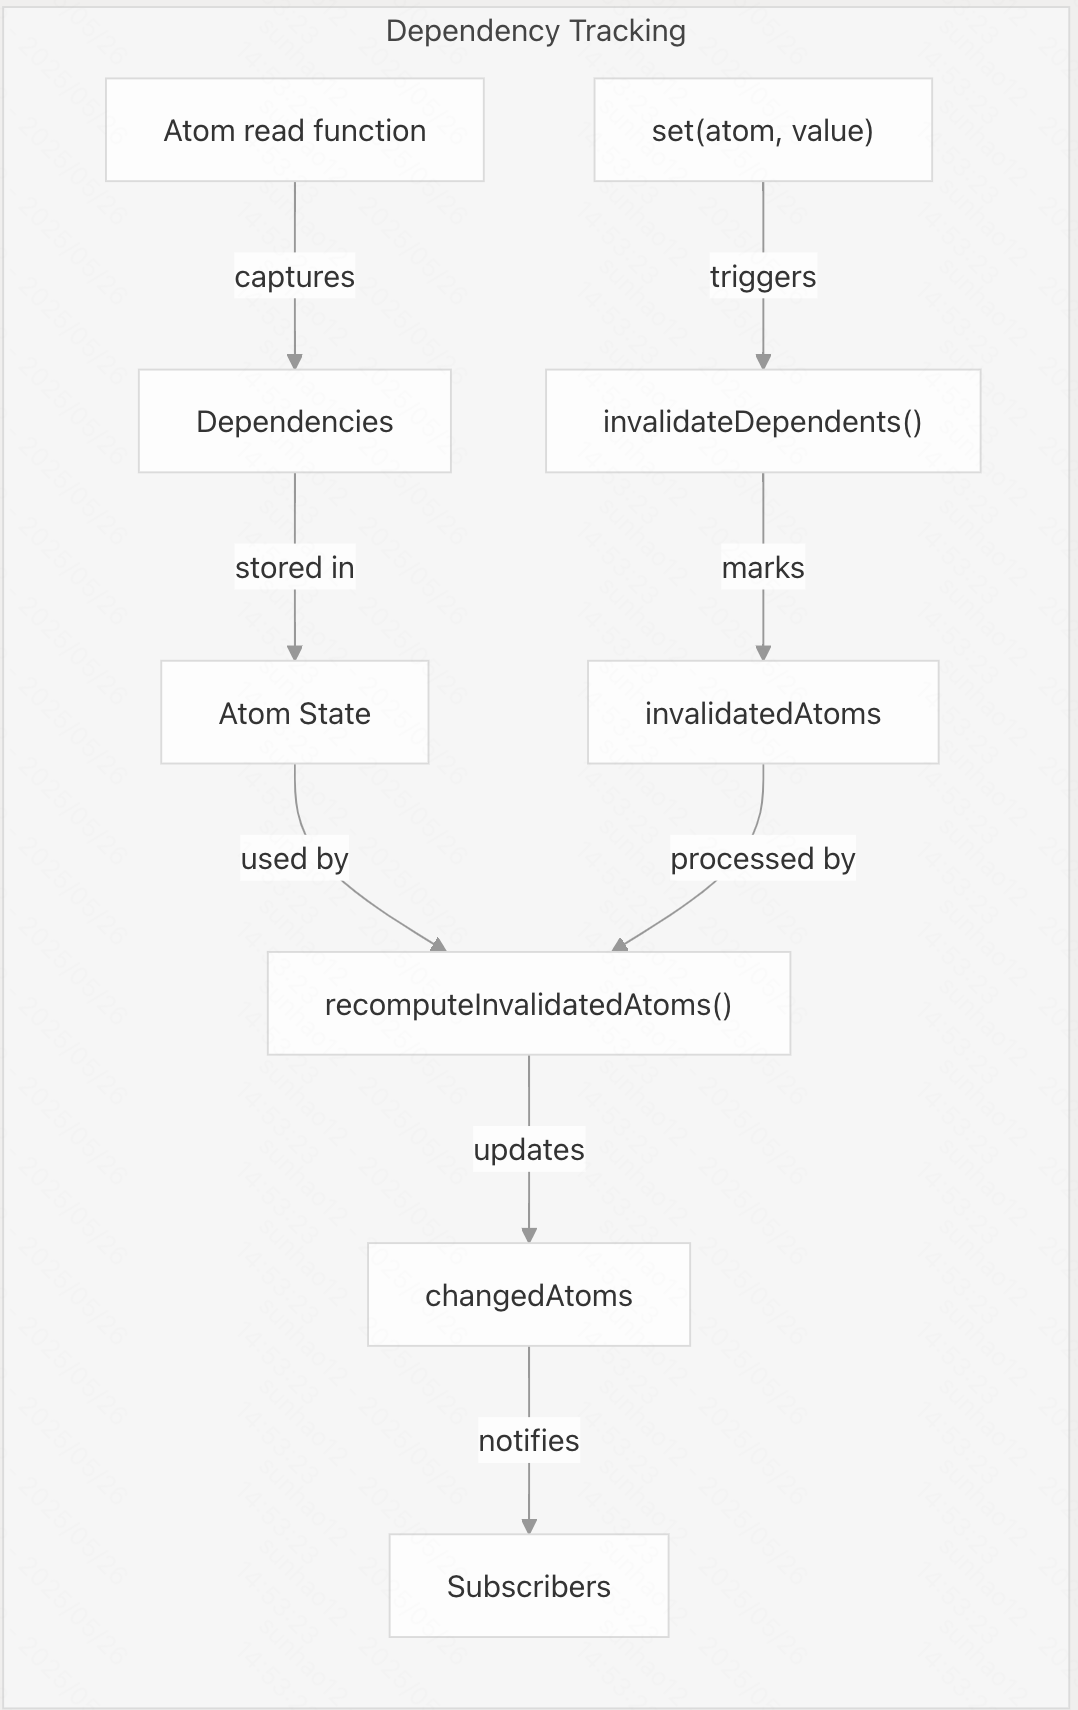 Dependency Tracking
Atom read function
set(atom, value)
captures
triggers
Dependencies
invalidateDependents()
stored in
marks
Atom State
invalidatedAtoms
used by
processed by
recomputeInvalidatedAtoms()
updates
changedAtoms
notifies
Subscribers